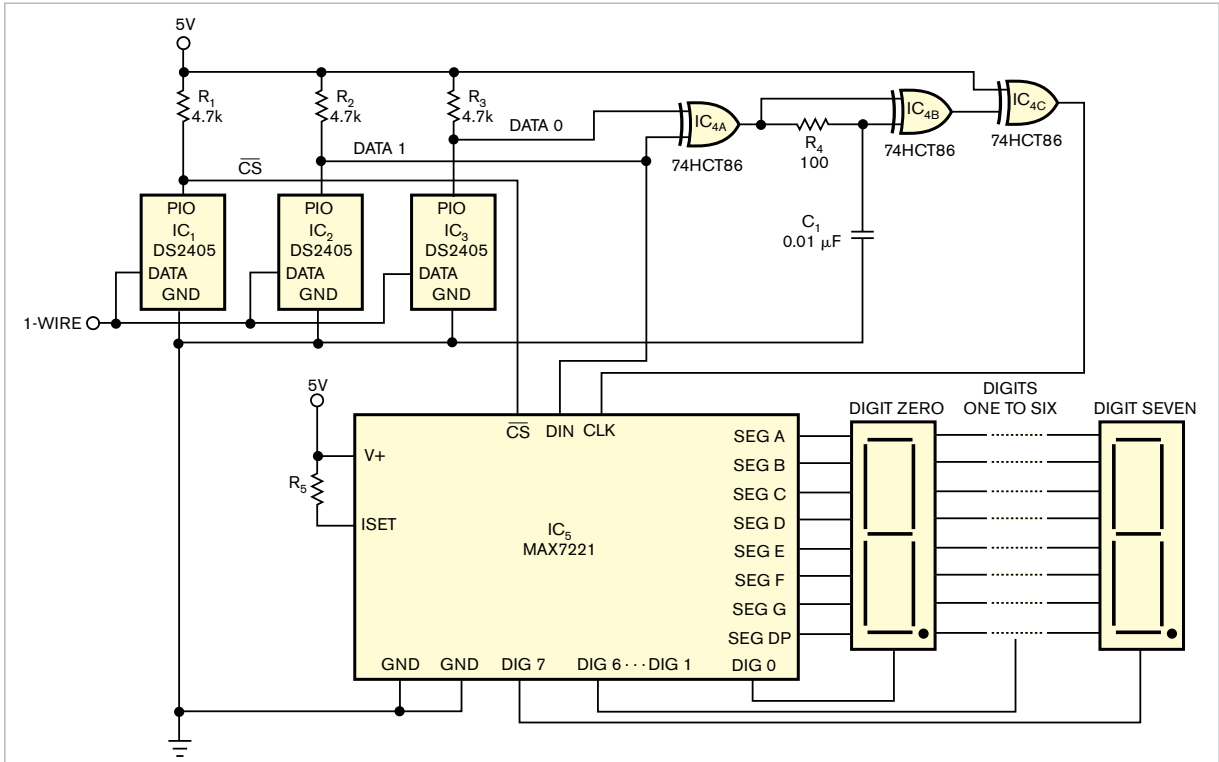 5V
R1
4.7k
R2
4.7k
R3
4.7k
DATA 0
DATA 1
CS
IC4A
74HCT86
R4
100
IC4B
74HCT86
IC4C
74HCT86
C1
0.01 µF
PIO
IC1
DS2405
DATA
GND
PIO
IC2
DS2405
DATA
GND
PIO
IC3
DS2405
DATA
GND
1-WIRE
5V
R5
V+
ISET
CS DIN CLK
IC5
MAX7221
SEG A
SEG B
SEG C
SEG D
SEG E
SEG F
SEG G
SEG DP
GND GND DIG 7 DIG 6 ··· DIG 1 DIG 0
DIGIT ZERO
DIGITS
ONE TO SIX
DIGIT SEVEN